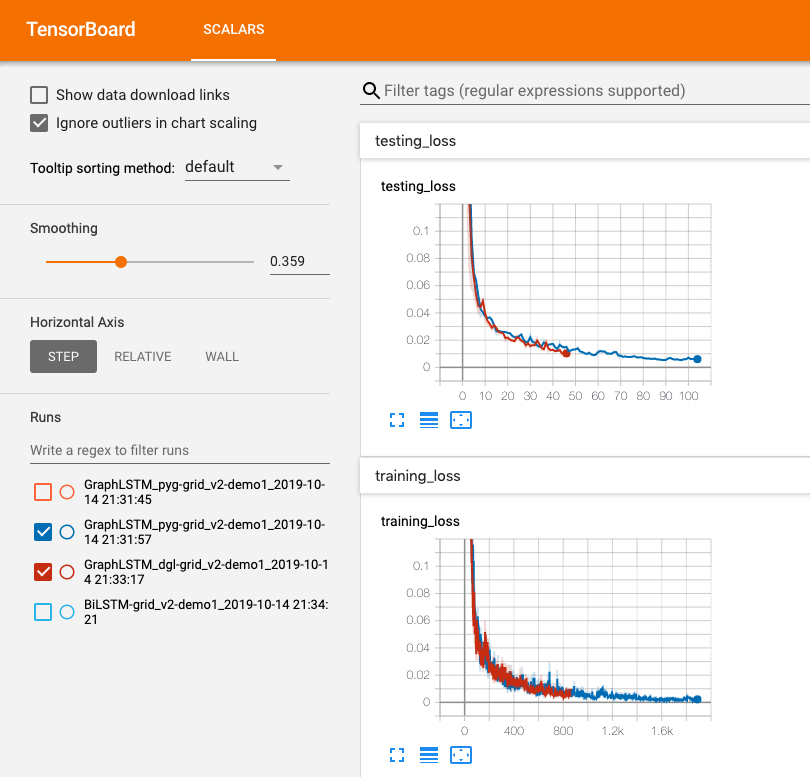 TensorBoard
SCALARS
Show data download links
Ignore outliers in chart scaling
Tooltip sorting method:
default
Smoothing
0.359
Horizontal Axis
STEP
RELATIVE
WALL
Runs
Write a regex to filter runs
GraphLSTM_pyg-grid_v2-demo1_2019-10-
14 21:31:45
GraphLSTM_pyg-grid_v2-demo1_2019-10-
14 21:31:57
GraphLSTM_dgl-grid_v2-demo1_2019-10-1
4 21:33:17
BiLSTM-grid_v2-demo1_2019-10-14 21:34:
21
Filter tags (regular expressions supported)
testing_loss
testing_loss
0.1
0.08
0.06
0.04
0.02
0
0 10 20 30 40 50 60 70 80 90 100
training_loss
training_loss
0.1
0.08
0.06
0.04
0.02
0
0 400 800 1.2k 1.6k